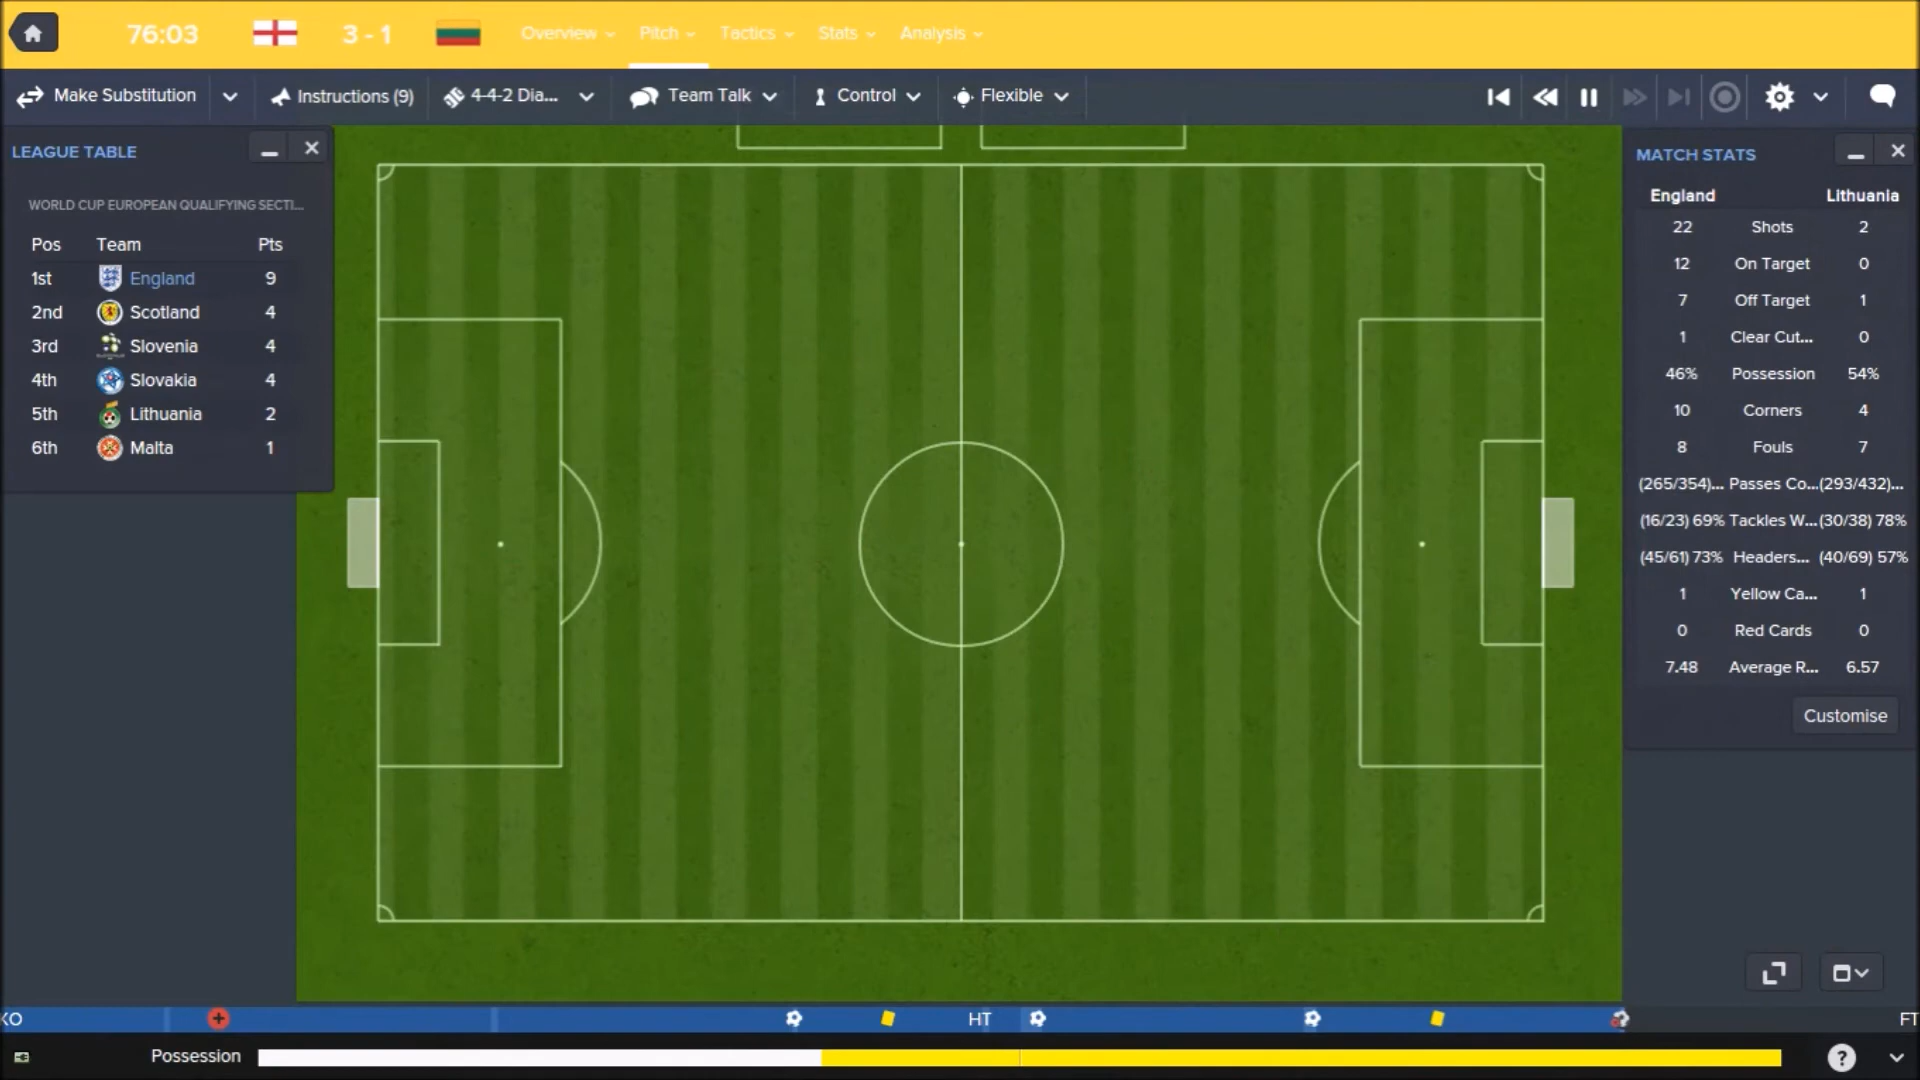 76:03 3 - 1 Overview Pitch Tactics Stats Analysis
Make Substitution Instructions (9) 4-4-2 Dia... Team Talk Control Flexible
LEAGUE TABLE
WORLD CUP EUROPEAN QUALIFYING SECTI...
Pos Team Pts
1st England 9
2nd Scotland 4
3rd Slovenia 4
4th Slovakia 4
5th Lithuania 2
6th Malta 1
MATCH STATS
England Lithuania
22 Shots 2
12 On Target 0
7 Off Target 1
1 Clear Cut... 0
46% Possession 54%
10 Corners 4
8 Fouls 7
(265/354)... Passes Co... (293/432)...
(16/23) 69% Tackles W... (30/38) 78%
(45/61) 73% Headers... (40/69) 57%
1 Yellow Ca... 1
0 Red Cards 0
7.48 Average R... 6.57
Customise
KO HT FT
Possession ?